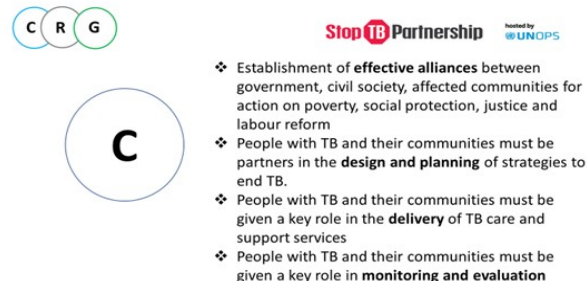 C R G
Stop TB Partnership
hosted by
UNOPS
❖ Establishment of effective alliances between
government, civil society, affected communities for
action on poverty, social protection, justice and
labour reform
❖ People with TB and their communities must be
partners in the design and planning of strategies to
end TB.
❖ People with TB and their communities must be
given a key role in the delivery of TB care and
support services
❖ People with TB and their communities must be
given a key role in monitoring and evaluation
C